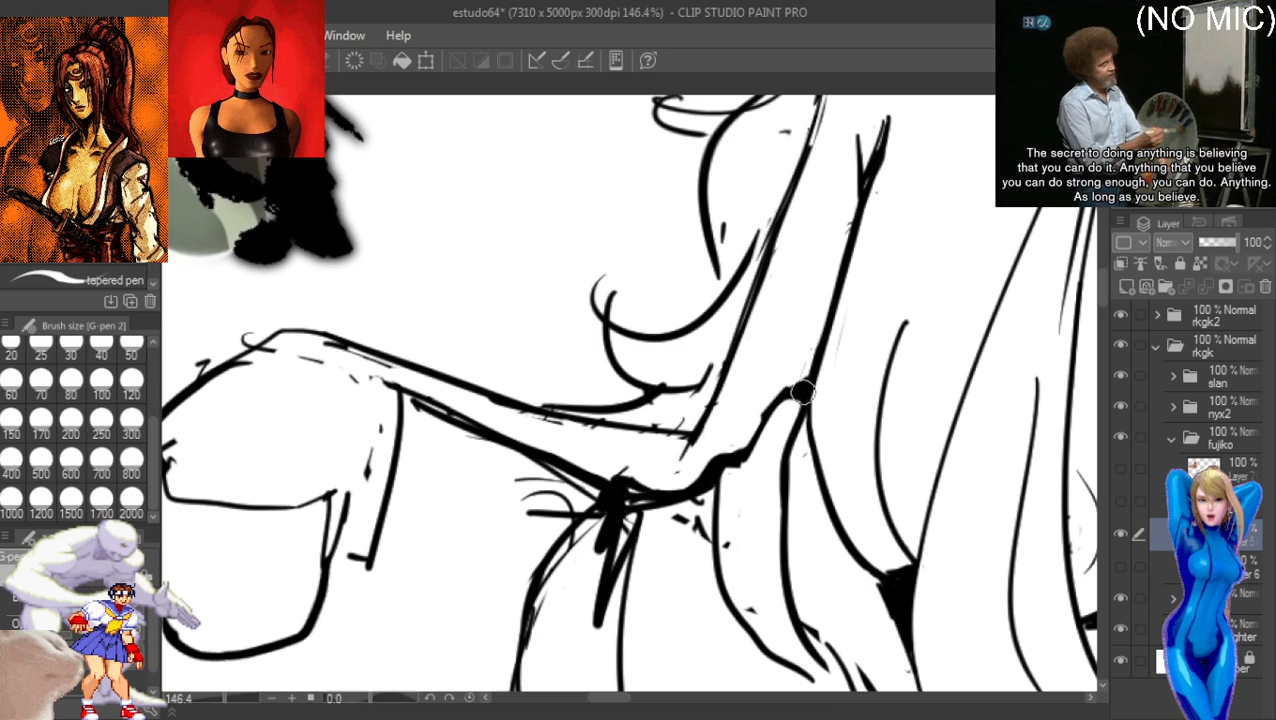 estudo64* (7310 x 5000px 300dpi 146.4%) - CLIP STUDIO PAINT PRO
(NO MIC)
Window Help
The secret to doing anything is believing
that you can do it. Anything that you believe
you can do strong enough, you can do. Anything.
As long as you believe.
Layer
100
tapered pen
Brush size [G-pen 2]
20 25 30 40 50
60 70 80 100 120
150 170 200 250 300
400 500 600 700 800
1000 1200 1500 1700 2000
100 % Normal
rkgk2
100 % Normal
rkgk
100 % Norm
slan
100 % Norm
nyx2
100 % Norm
fujiko
100 %
146.4
0.0